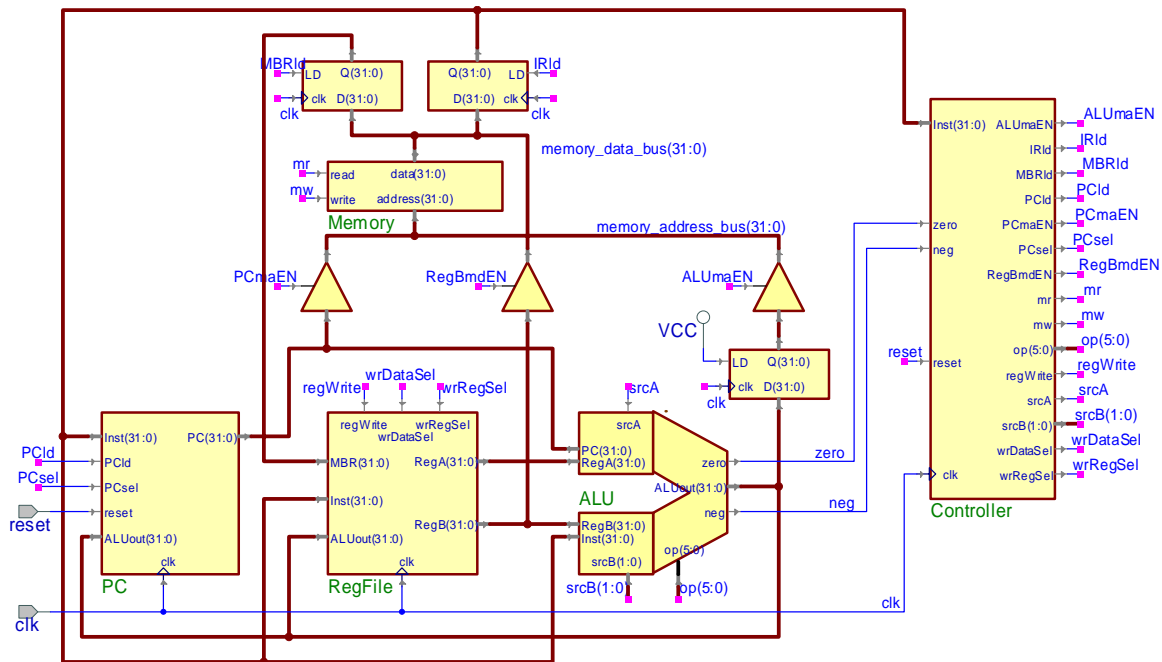 MBRld
LD
Q(31:0)
clk
D(31:0)
clk
Q(31:0)
LD
IRld
D(31:0)
clk
clk
memory_data_bus(31:0)
mr
read
data(31:0)
mw
write
address(31:0)
Memory
memory_address_bus(31:0)
PCmaEN
RegBmdEN
ALUmaEN
VCC
LD
Q(31:0)
clk
D(31:0)
clk
Inst(31:0)
PC(31:0)
PCld
PCld
PCsel
PCsel
reset
reset
ALUout(31:0)
clk
PC
clk
regWrite
wrDataSel
wrRegSel
regWrite
wrDataSel
wrRegSel
MBR(31:0)
RegA(31:0)
Inst(31:0)
RegB(31:0)
ALUout(31:0)
clk
RegFile
srcA
srcA
PC(31:0)
RegA(31:0)
ALU
zero
ALUout(31:0)
neg
RegB(31:0)
Inst(31:0)
srcB(1:0)
op(5:0)
srcB(1:0)
op(5:0)
zero
neg
clk
reset
Inst(31:0)
zero
neg
reset
clk
ALUmaEN
IRld
MBRld
PCld
PCmaEN
PCsel
RegBmdEN
mr
mw
op(5:0)
regWrite
srcA
srcB(1:0)
wrDataSel
wrRegSel
Controller
ALUmaEN
IRld
MBRld
PCld
PCmaEN
PCsel
RegBmdEN
mr
mw
op(5:0)
regWrite
srcA
srcB(1:0)
wrDataSel
wrRegSel